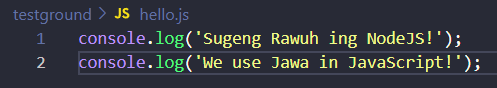 testground > JS hello.js
1 console.log('Sugeng Rawuh ing NodeJS!');
2 console.log('We use Jawa in JavaScript!');